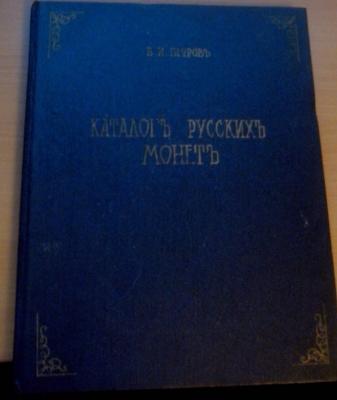 В. И. ПЕТРОВЪ
КАТАЛОГЪ РУССКИХЪ
МОНЕТЪ